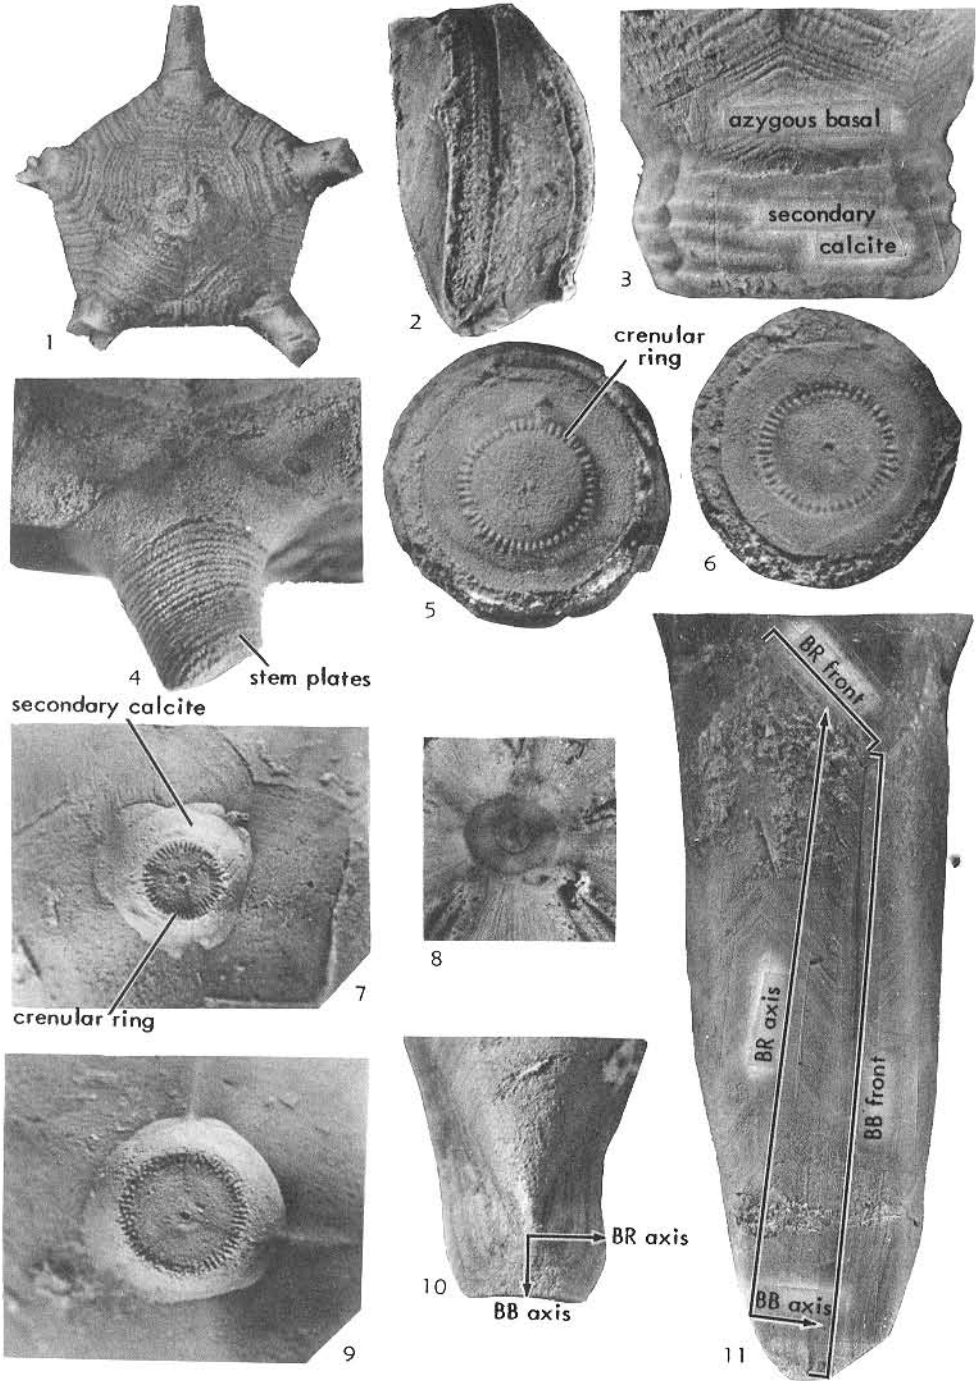 1
2
azygous basal
secondary
calcite
3
crenular
ring
4
stem plates
5
6
secondary calcite
crenular ring
7
8
9
BR axis
BB axis
10
BR front
BR axis
BB front
BB axis
11